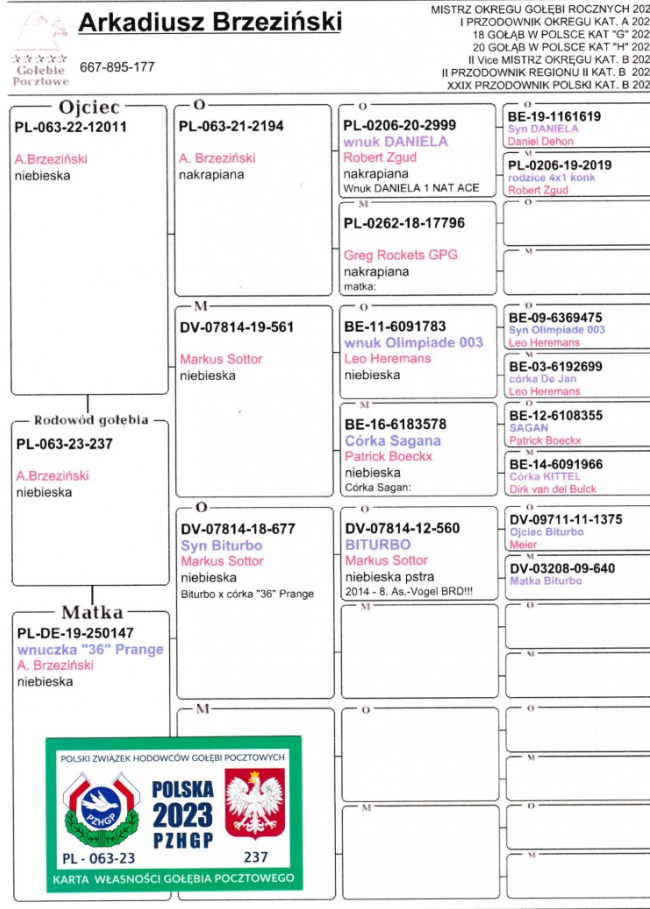 Arkadiusz Brzeziński
Gołębie
Pocztowe
667-895-177
MISTRZ OKRĘGU GOŁĘBI ROCZNYCH 202
I PRZODOWNIK OKRĘGU KAT. A 202
18 GOŁĄB W POLSCE KAT "G" 202
20 GOŁĄB W POLSCE KAT "H" 202
II Vice MISTRZ OKRĘGU KAT. B 202
II PRZODOWNIK REGIONU II KAT. B 202
XXIX PRZODOWNIK POLSKI KAT. B 202
Ojciec
PL-063-22-12011
A.Brzeziński
niebieska
Rodowód gołębia
PL-063-23-237
A.Brzeziński
niebieska
Matka
PL-DE-19-250147
wnuczka "36" Prange
A. Brzeziński
niebieska
O
PL-063-21-2194
A. Brzeziński
nakrapiana
M
DV-07814-19-561
Markus Sottor
niebieska
O
DV-07814-18-677
Syn Biturbo
Markus Sottor
niebieska
Biturbo x córka "36" Prange
M
O
PL-0206-20-2999
wnuk DANIELA
Robert Zgud
nakrapiana
Wnuk DANIELA 1 NAT ACE
M
PL-0262-18-17796
Greg Rockets GPG
nakrapiana
matka:
O
BE-11-6091783
wnuk Olimpiade 003
Leo Heremans
niebieska
M
BE-16-6183578
Córka Sagana
Patrick Boeckx
niebieska
Córka Sagan:
O
DV-07814-12-560
BITURBO
Markus Sottor
niebieska pstra
2014 - 8. As.-Vogel BRD!!!
M
O
M
O
BE-19-1161619
Syn DANIELA
Daniel Dehon
M
PL-0206-19-2019
rodzice 4x1 konk
Robert Zgud
O
M
O
BE-09-6369475
Syn Olimpiade 003
Leo Heremans
M
BE-03-6192699
córka De Jan
Leo Heremans
O
BE-12-6108355
SAGAN
Patrick Boeckx
M
BE-14-6091966
Córka KITTEL
Dirk van del Bulck
O
DV-09711-11-1375
Ojciec Biturbo
Meier
M
DV-03208-09-640
Matka Biturbo
O
M
O
M
O
M
POLSKI ZWIĄZEK HODOWCÓW GOŁĘBI POCZTOWYCH
PZHGP
POLSKA
2023
PZHGP
PL - 063-23
237
KARTA WŁASNOŚCI GOŁĘBIA POCZTOWEGO